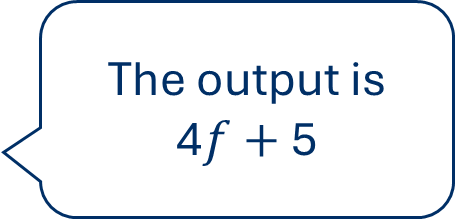 The output is
4f + 5